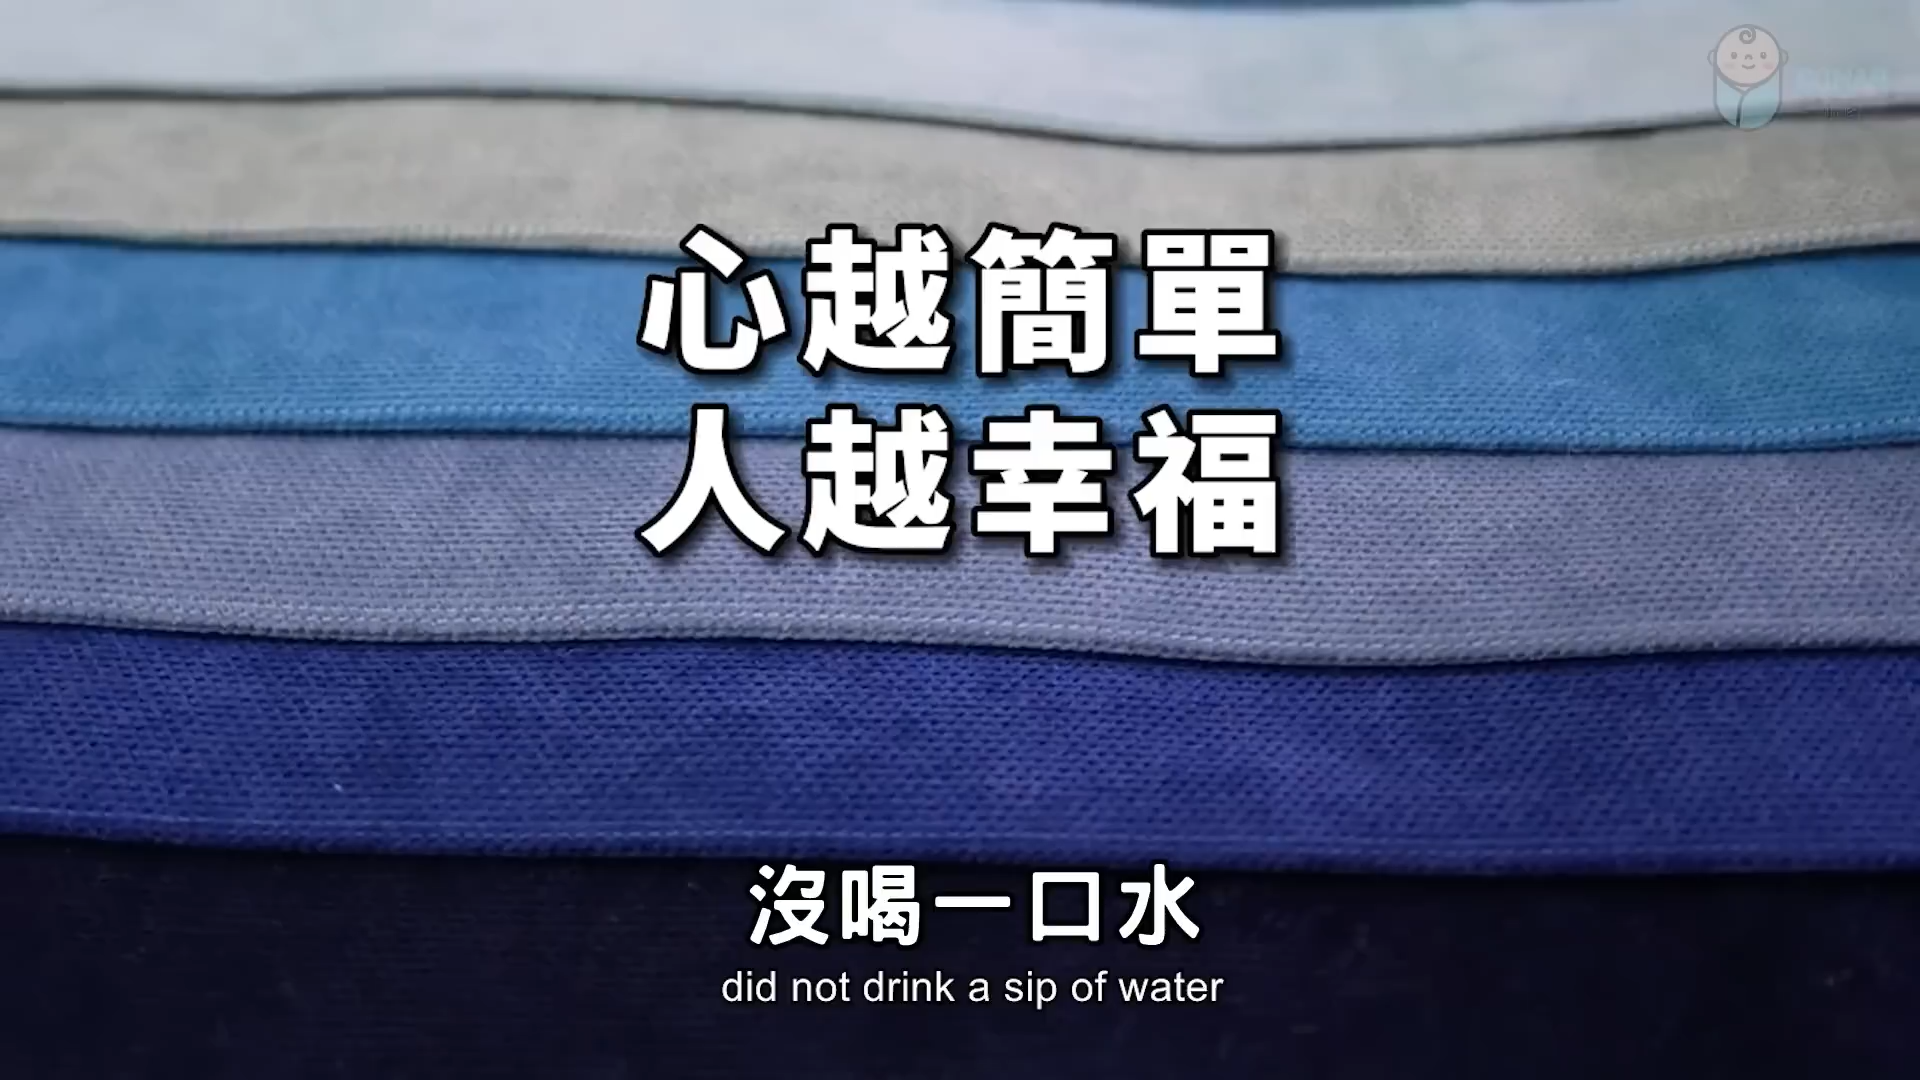 心越簡單
人越幸福
沒喝一口水
did not drink a sip of water